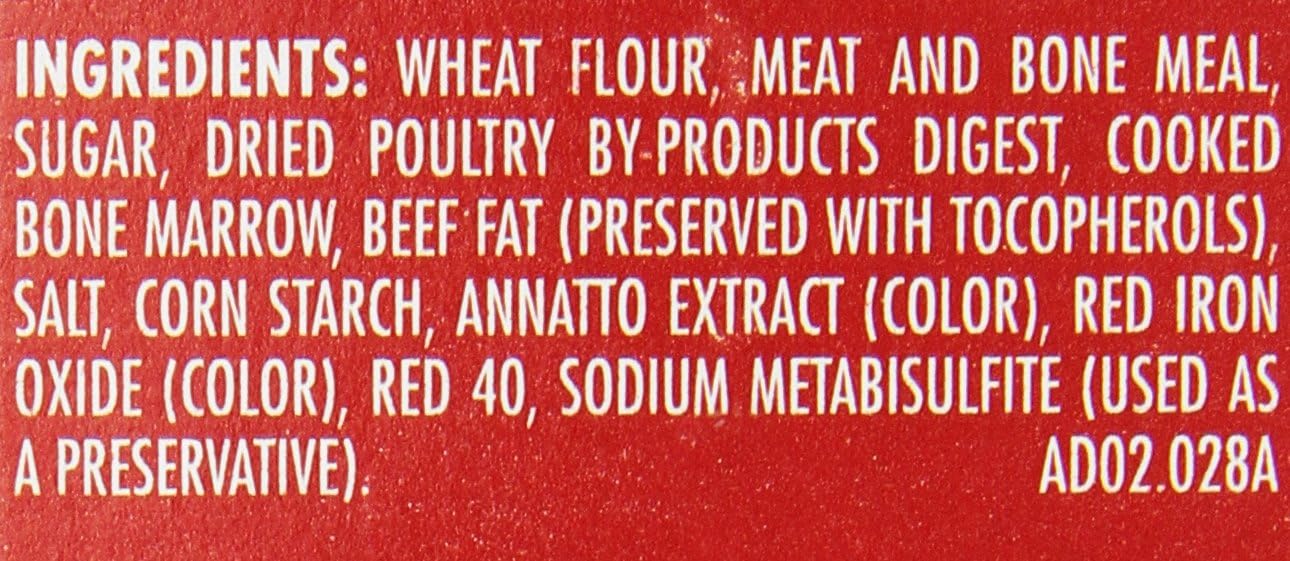 INGREDIENTS: WHEAT FLOUR, MEAT AND BONE MEAL,
SUGAR, DRIED POULTRY BY-PRODUCTS DIGEST, COOKED
BONE MARROW, BEEF FAT (PRESERVED WITH TOCOPHEROLS),
SALT, CORN STARCH, ANNATTO EXTRACT (COLOR), RED IRON
OXIDE (COLOR), RED 40, SODIUM METABISULFITE (USED AS
A PRESERVATIVE). AD02.028A